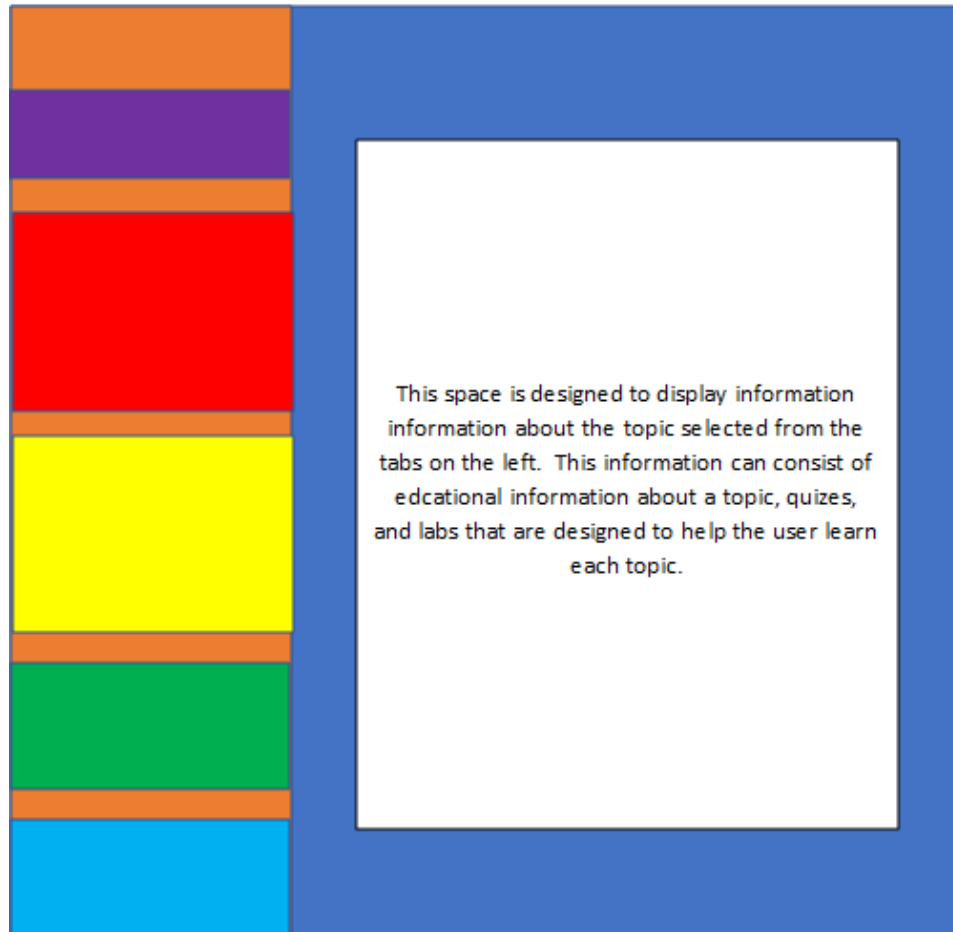 This space is designed to display information
information about the topic selected from the
tabs on the left.  This information can consist of
edcational information about a topic, quizes,
and labs that are designed to help the user learn
each topic.